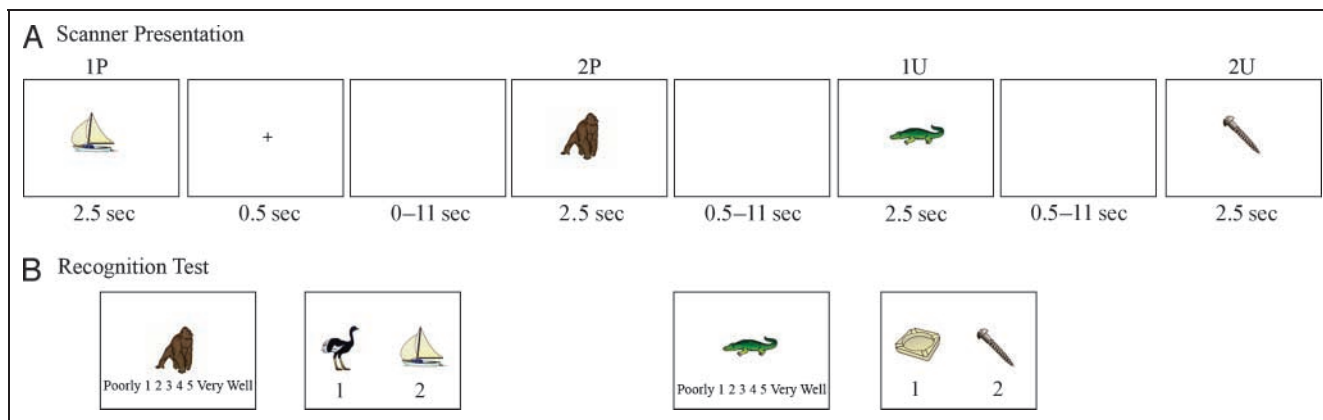 A Scanner Presentation
1P 2P 1U 2U
+
2.5 sec 0.5 sec 0–11 sec 2.5 sec 0.5–11 sec 2.5 sec 0.5–11 sec 2.5 sec
B Recognition Test
Poorly 1 2 3 4 5 Very Well 1 2 Poorly 1 2 3 4 5 Very Well 1 2